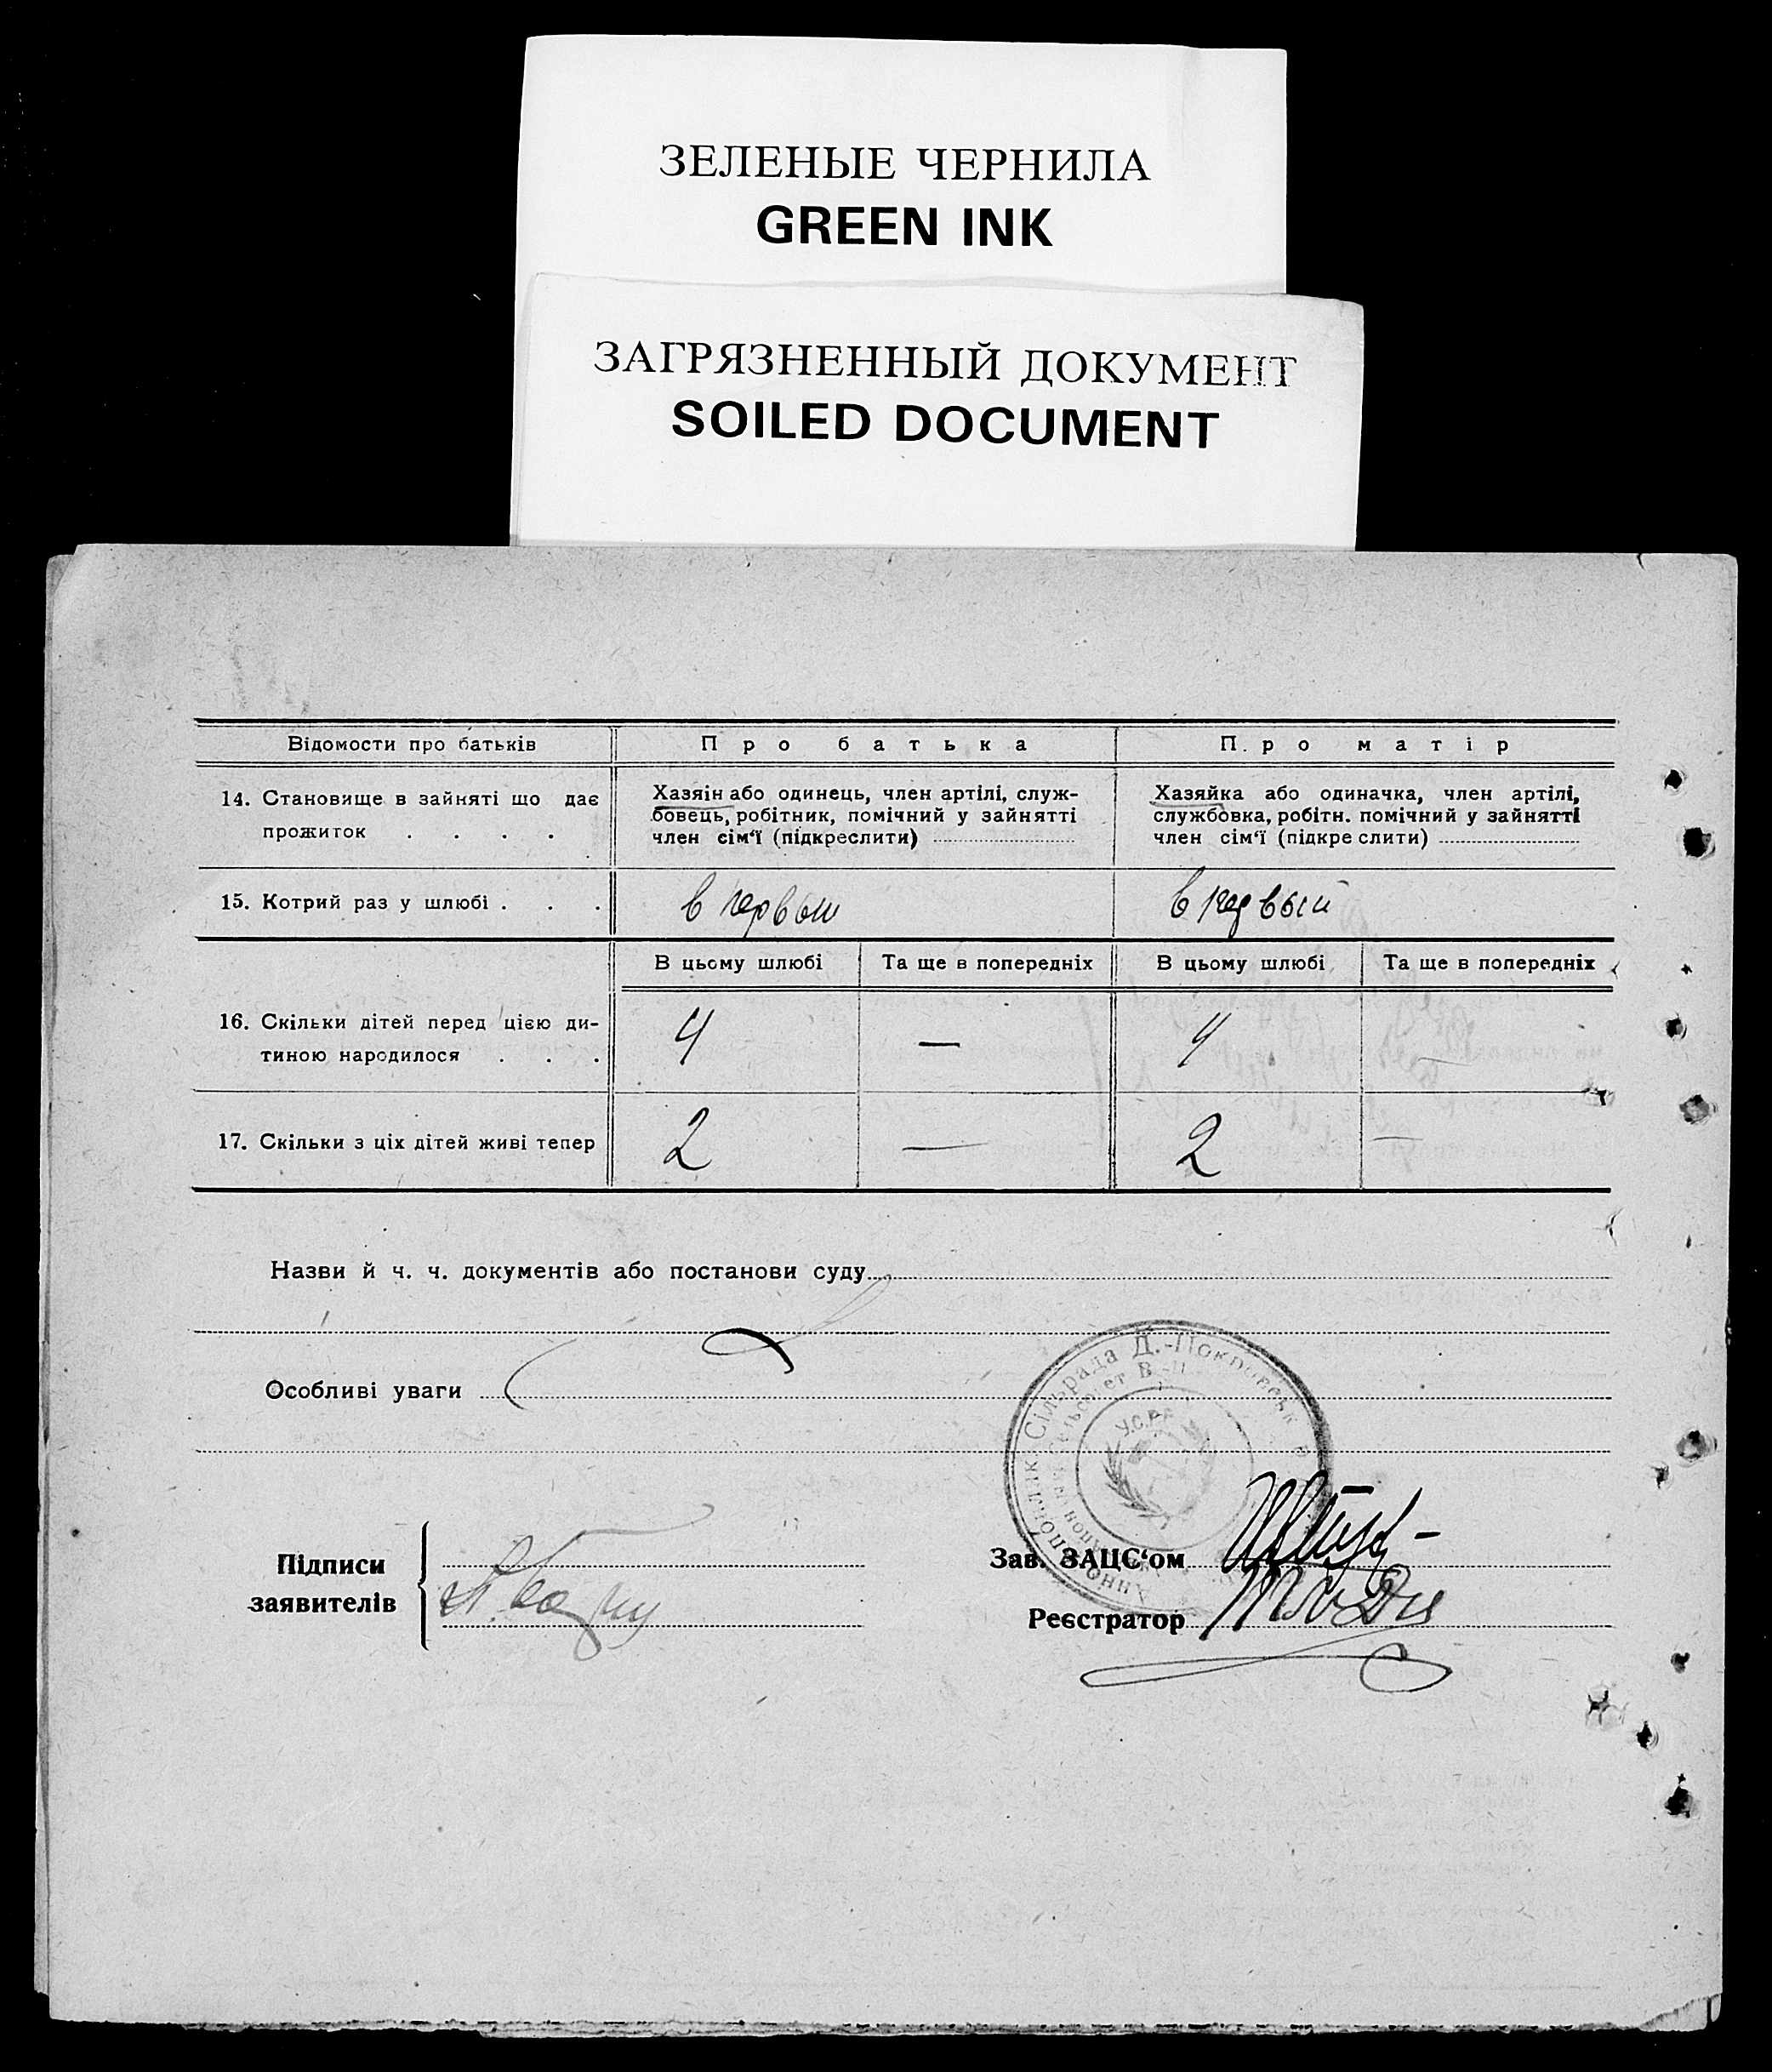 ЗЕЛЕНЫЕ ЧЕРНИЛА
GREEN INK
ЗАГРЯЗНЕННЫЙ ДОКУМЕНТ
SOILED DOCUMENT
Відомости про батьків
Про батька
Про матір
14. Становище в зайняті що дає
прожиток . . . .
Хазяін або одинець, член артілі, служ-
бовець, робітник, помічний у зайнятті
член сім'ї (підкреслити)
Хазяйка або одиначка, член артілі,
службовка, робітн. помічний у зайнятті
член сім'ї (підкреслити)
15. Котрий раз у шлюбі . . .
в первый
в первый
В цьому шлюбі
Та ще в попередніх
В цьому шлюбі
Та ще в попередніх
16. Скільки дітей перед цією ди-
тиною народилося . . .
4
—
4
—
17. Скільки з ціх дітей живі тепер
2
—
2
—
Назви й ч. ч. документів або постанови суду
Особливі уваги
Сільрада Д.-Покровськ
У.С.Р.Р.
Підписи
заявителів
Зав. ЗАЦС'ом
Реєстратор